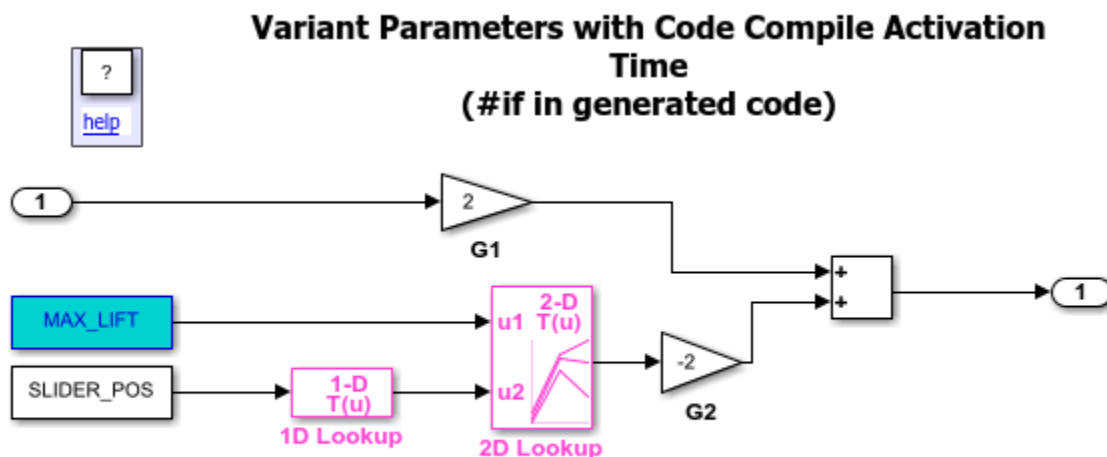 Variant Parameters with Code Compile Activation
Time
(#if in generated code)
?
help
1
2
G1
+
+
1
MAX_LIFT
SLIDER_POS
1-D
T(u)
1D Lookup
2-D
T(u)
u1
u2
2D Lookup
-2
G2